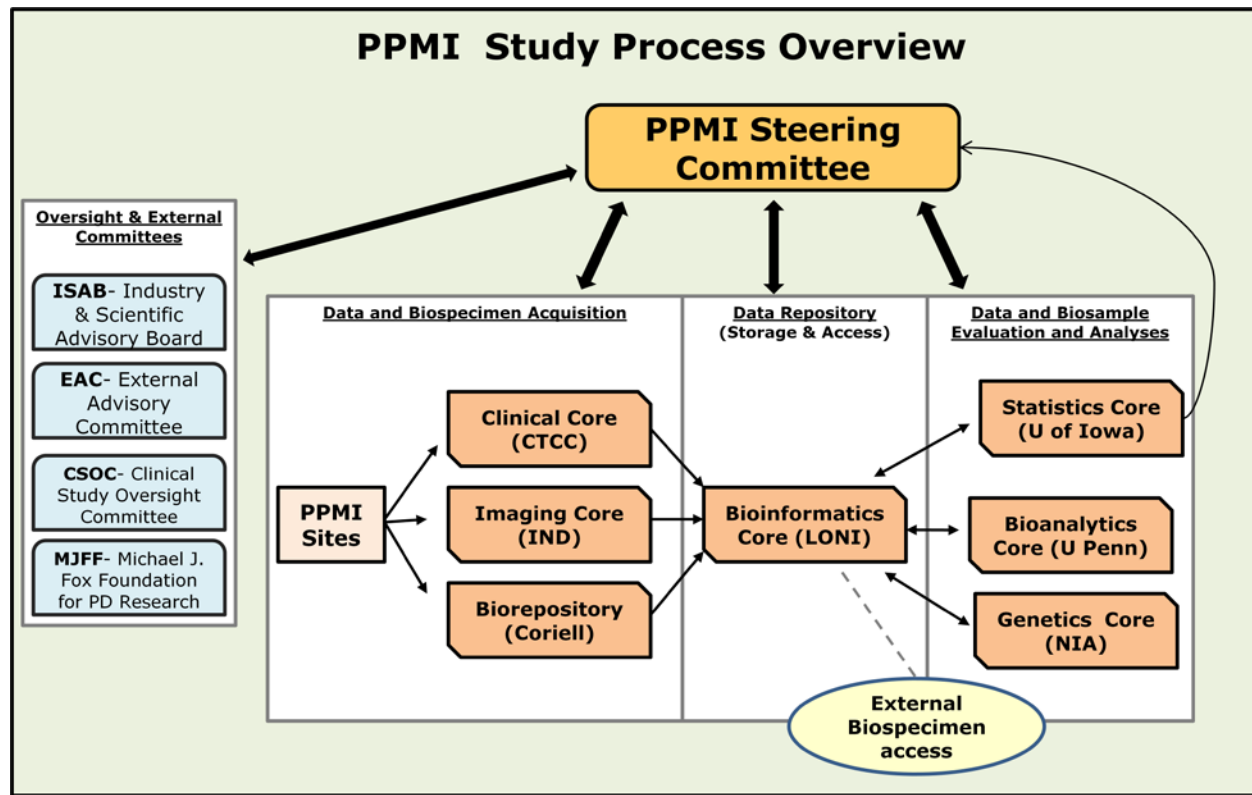 PPMI  Study Process Overview
PPMI Steering
Committee
Oversight & External
Committees
ISAB- Industry
& Scientific
Advisory Board
EAC- External
Advisory
Committee
CSOC- Clinical
Study Oversight
Committee
MJFF- Michael J.
Fox Foundation
for PD Research
Data and Biospecimen Acquisition
PPMI
Sites
Clinical Core
(CTCC)
Imaging Core
(IND)
Biorepository
(Coriell)
Data Repository
(Storage & Access)
Bioinformatics
Core (LONI)
Data and Biosample
Evaluation and Analyses
Statistics Core
(U of Iowa)
Bioanalytics
Core (U Penn)
Genetics  Core
(NIA)
External
Biospecimen
access